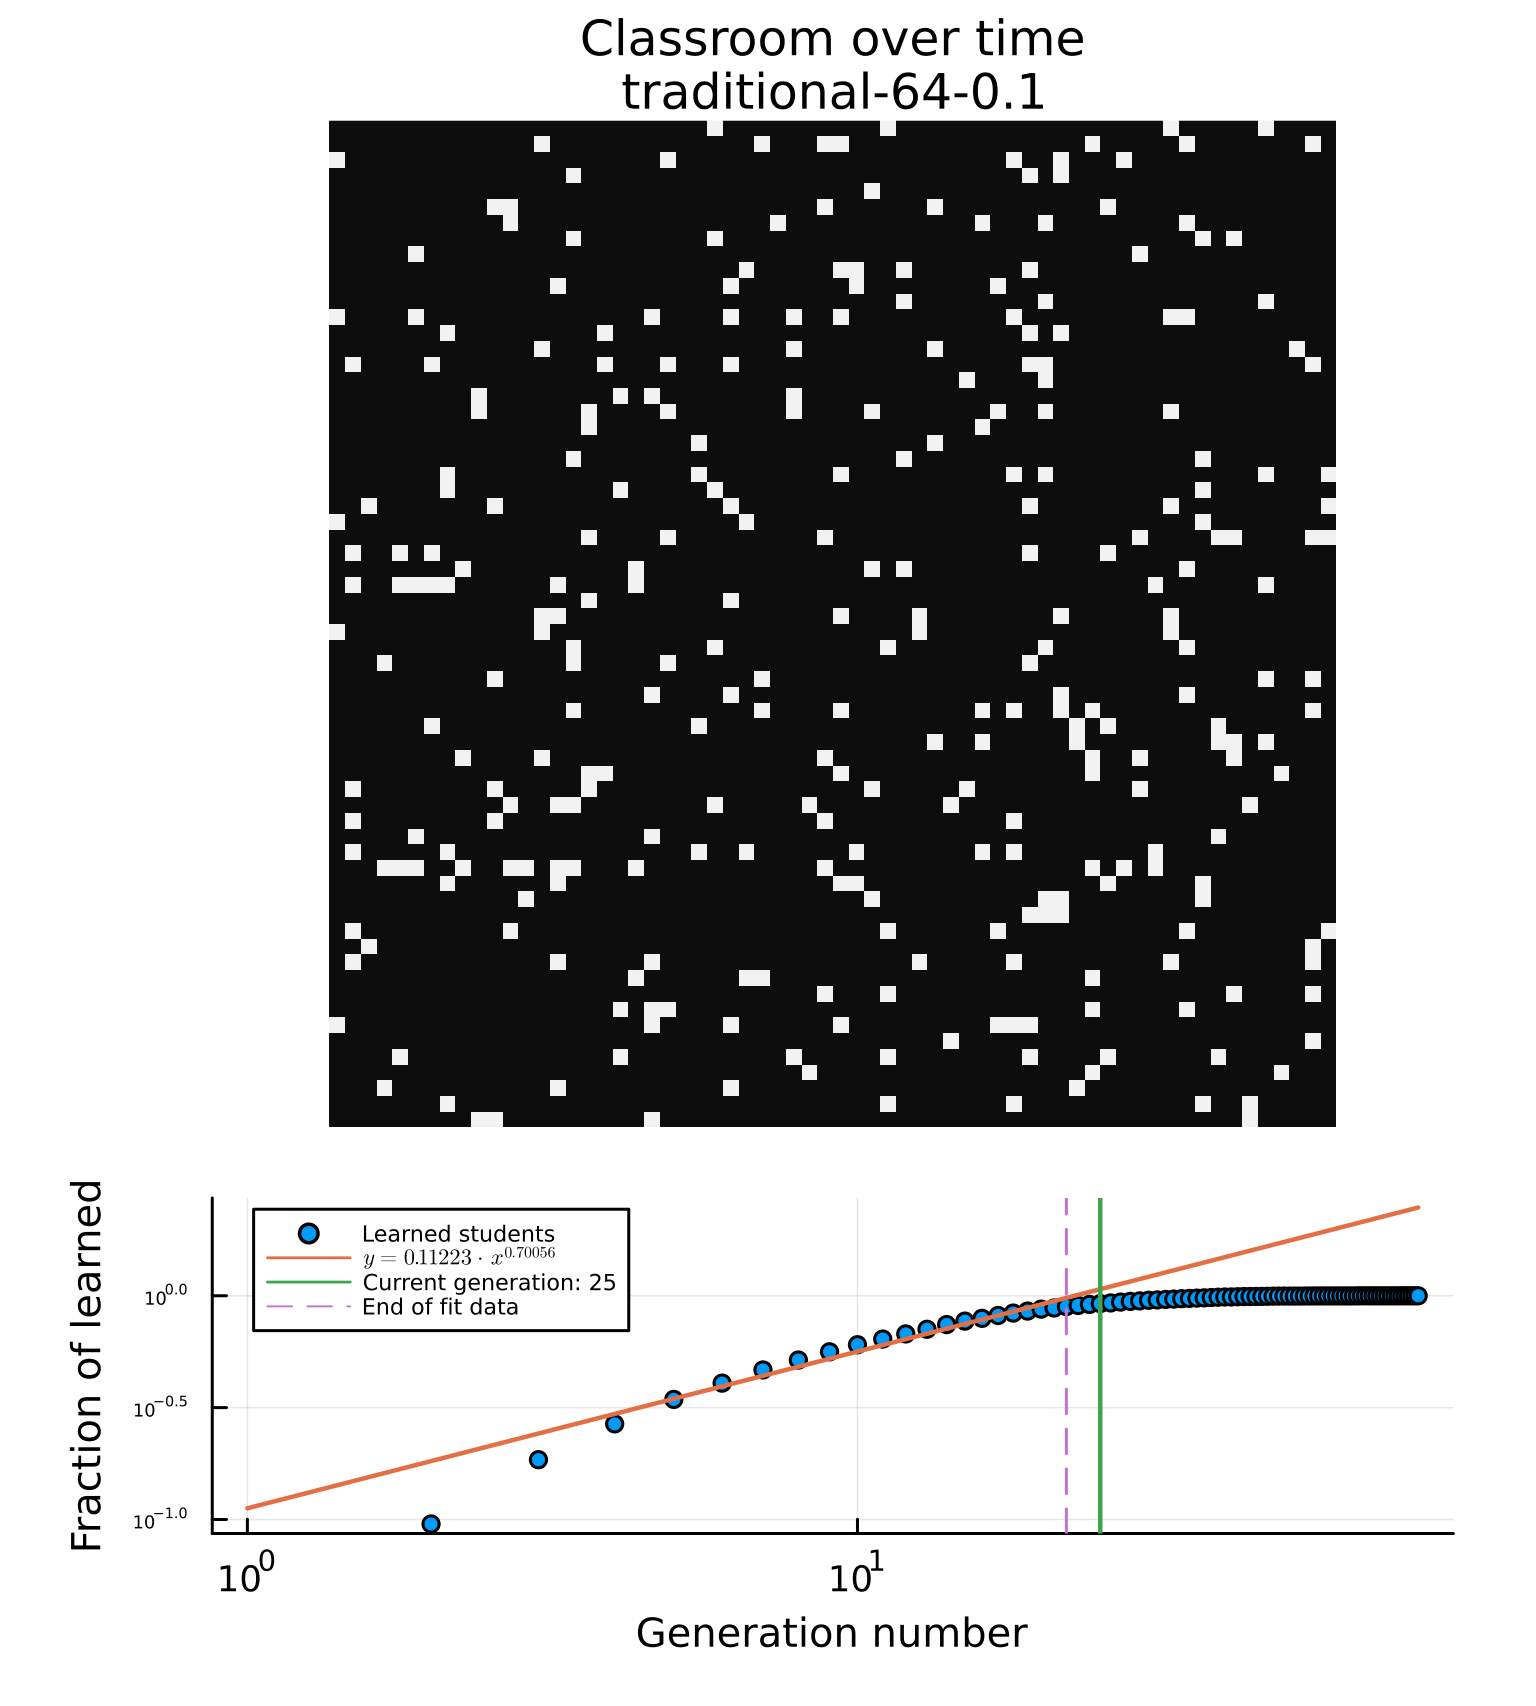 Classroom over time
traditional-64-0.1
Fraction of learned
Learned students
y = 0.11223 · x^0.70056
Current generation: 25
End of fit data
10^0.0
10^−0.5
10^−1.0
10^0
10^1
Generation number